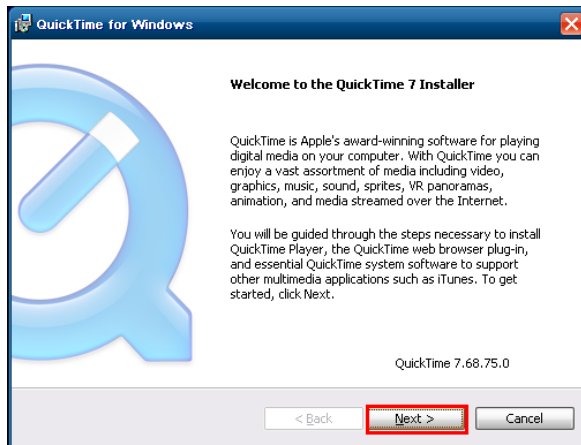 QuickTime for Windows
Welcome to the QuickTime 7 Installer
QuickTime is Apple's award-winning software for playing
digital media on your computer. With QuickTime you can
enjoy a vast assortment of media including video,
graphics, music, sound, sprites, VR panoramas,
animation, and media streamed over the Internet.
You will be guided through the steps necessary to install
QuickTime Player, the QuickTime web browser plug-in,
and essential QuickTime system software to support
other multimedia applications such as iTunes. To get
started, click Next.
QuickTime 7.68.75.0
< Back Next > Cancel